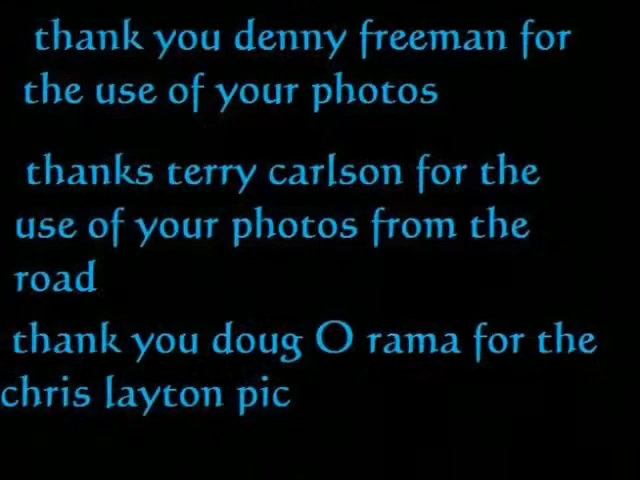 thank you denny freeman for
the use of your photos
thanks terry carlson for the
use of your photos from the
road
thank you doug O rama for the
chris layton pic